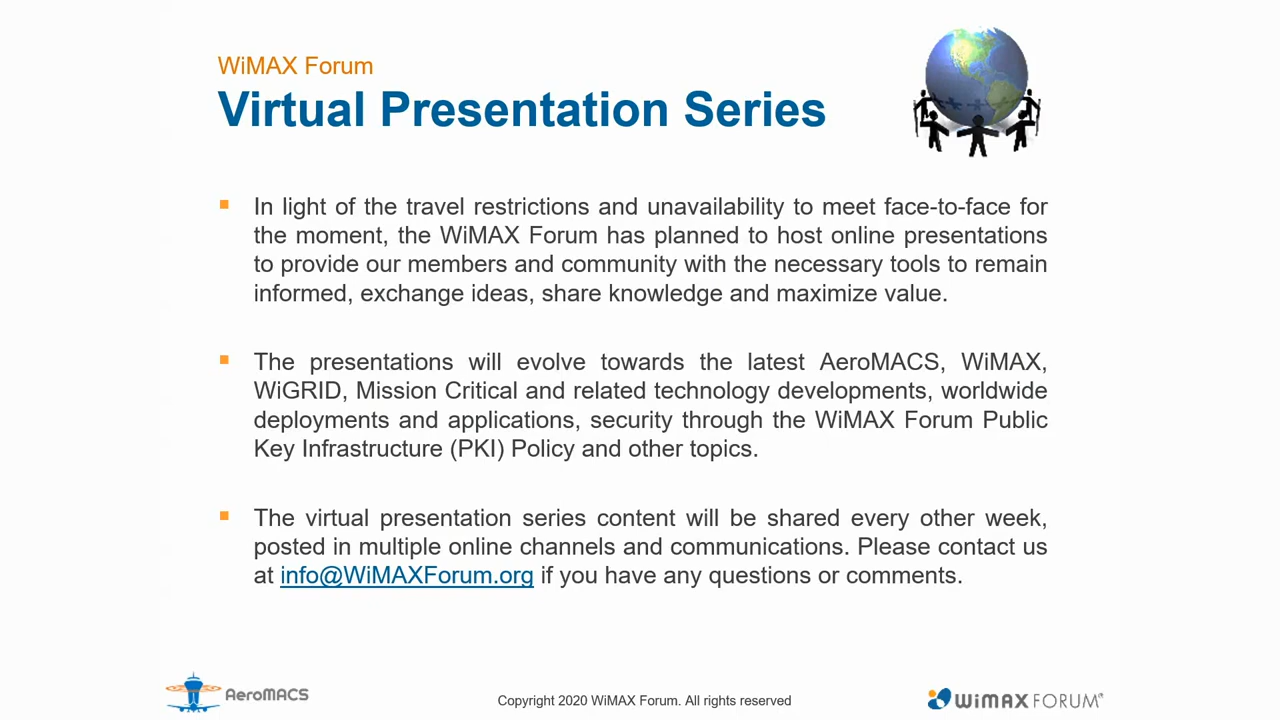 WiMAX Forum
Virtual Presentation Series
In light of the travel restrictions and unavailability to meet face-to-face for
the moment, the WiMAX Forum has planned to host online presentations
to provide our members and community with the necessary tools to remain
informed, exchange ideas, share knowledge and maximize value.
The presentations will evolve towards the latest AeroMACS, WiMAX,
WiGRID, Mission Critical and related technology developments, worldwide
deployments and applications, security through the WiMAX Forum Public
Key Infrastructure (PKI) Policy and other topics.
The virtual presentation series content will be shared every other week,
posted in multiple online channels and communications. Please contact us
at info@WiMAXForum.org if you have any questions or comments.
AeroMACS
Copyright 2020 WiMAX Forum. All rights reserved
WiMAX FORUM®